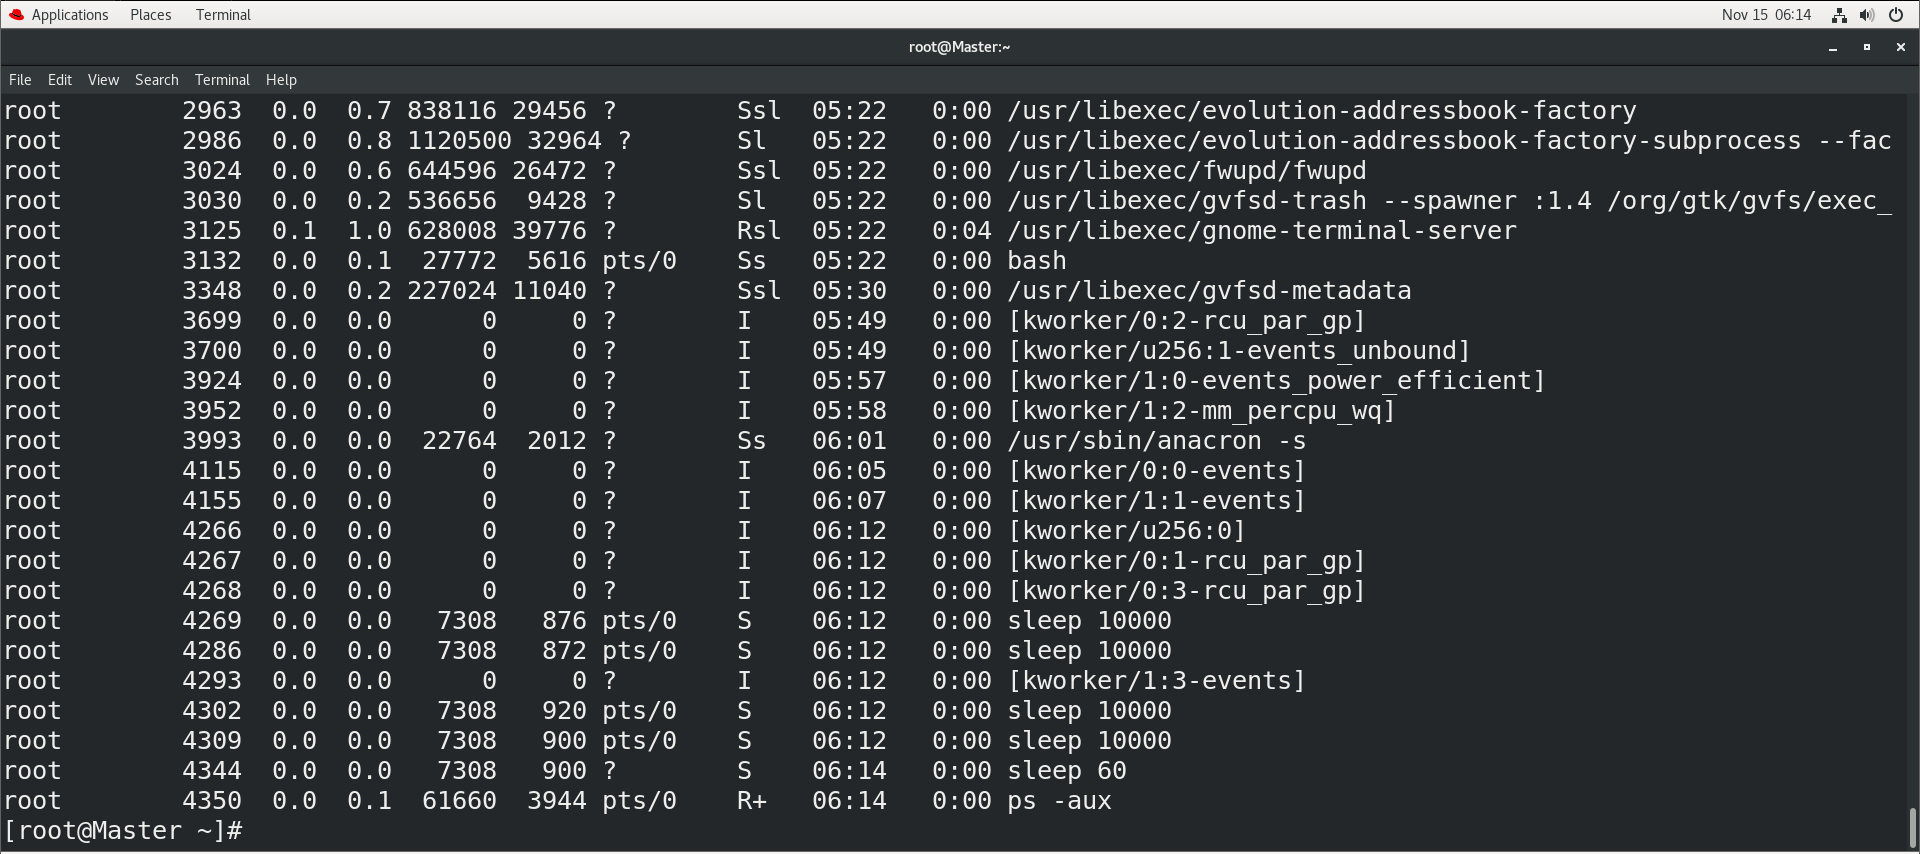 Applications Places Terminal Nov 15 06:14
root@Master:~
File Edit View Search Terminal Help
root 2963 0.0 0.7 838116 29456 ? Ssl 05:22 0:00 /usr/libexec/evolution-addressbook-factory
root 2986 0.0 0.8 1120500 32964 ? Sl 05:22 0:00 /usr/libexec/evolution-addressbook-factory-subprocess --fac
root 3024 0.0 0.6 644596 26472 ? Ssl 05:22 0:00 /usr/libexec/fwupd/fwupd
root 3030 0.0 0.2 536656 9428 ? Sl 05:22 0:00 /usr/libexec/gvfsd-trash --spawner :1.4 /org/gtk/gvfs/exec_
root 3125 0.1 1.0 628008 39776 ? Rsl 05:22 0:04 /usr/libexec/gnome-terminal-server
root 3132 0.0 0.1 27772 5616 pts/0 Ss 05:22 0:00 bash
root 3348 0.0 0.2 227024 11040 ? Ssl 05:30 0:00 /usr/libexec/gvfsd-metadata
root 3699 0.0 0.0 0 0 ? I 05:49 0:00 [kworker/0:2-rcu_par_gp]
root 3700 0.0 0.0 0 0 ? I 05:49 0:00 [kworker/u256:1-events_unbound]
root 3924 0.0 0.0 0 0 ? I 05:57 0:00 [kworker/1:0-events_power_efficient]
root 3952 0.0 0.0 0 0 ? I 05:58 0:00 [kworker/1:2-mm_percpu_wq]
root 3993 0.0 0.0 22764 2012 ? Ss 06:01 0:00 /usr/sbin/anacron -s
root 4115 0.0 0.0 0 0 ? I 06:05 0:00 [kworker/0:0-events]
root 4155 0.0 0.0 0 0 ? I 06:07 0:00 [kworker/1:1-events]
root 4266 0.0 0.0 0 0 ? I 06:12 0:00 [kworker/u256:0]
root 4267 0.0 0.0 0 0 ? I 06:12 0:00 [kworker/0:1-rcu_par_gp]
root 4268 0.0 0.0 0 0 ? I 06:12 0:00 [kworker/0:3-rcu_par_gp]
root 4269 0.0 0.0 7308 876 pts/0 S 06:12 0:00 sleep 10000
root 4286 0.0 0.0 7308 872 pts/0 S 06:12 0:00 sleep 10000
root 4293 0.0 0.0 0 0 ? I 06:12 0:00 [kworker/1:3-events]
root 4302 0.0 0.0 7308 920 pts/0 S 06:12 0:00 sleep 10000
root 4309 0.0 0.0 7308 900 pts/0 S 06:12 0:00 sleep 10000
root 4344 0.0 0.0 7308 900 ? S 06:14 0:00 sleep 60
root 4350 0.0 0.1 61660 3944 pts/0 R+ 06:14 0:00 ps -aux
[root@Master ~]#